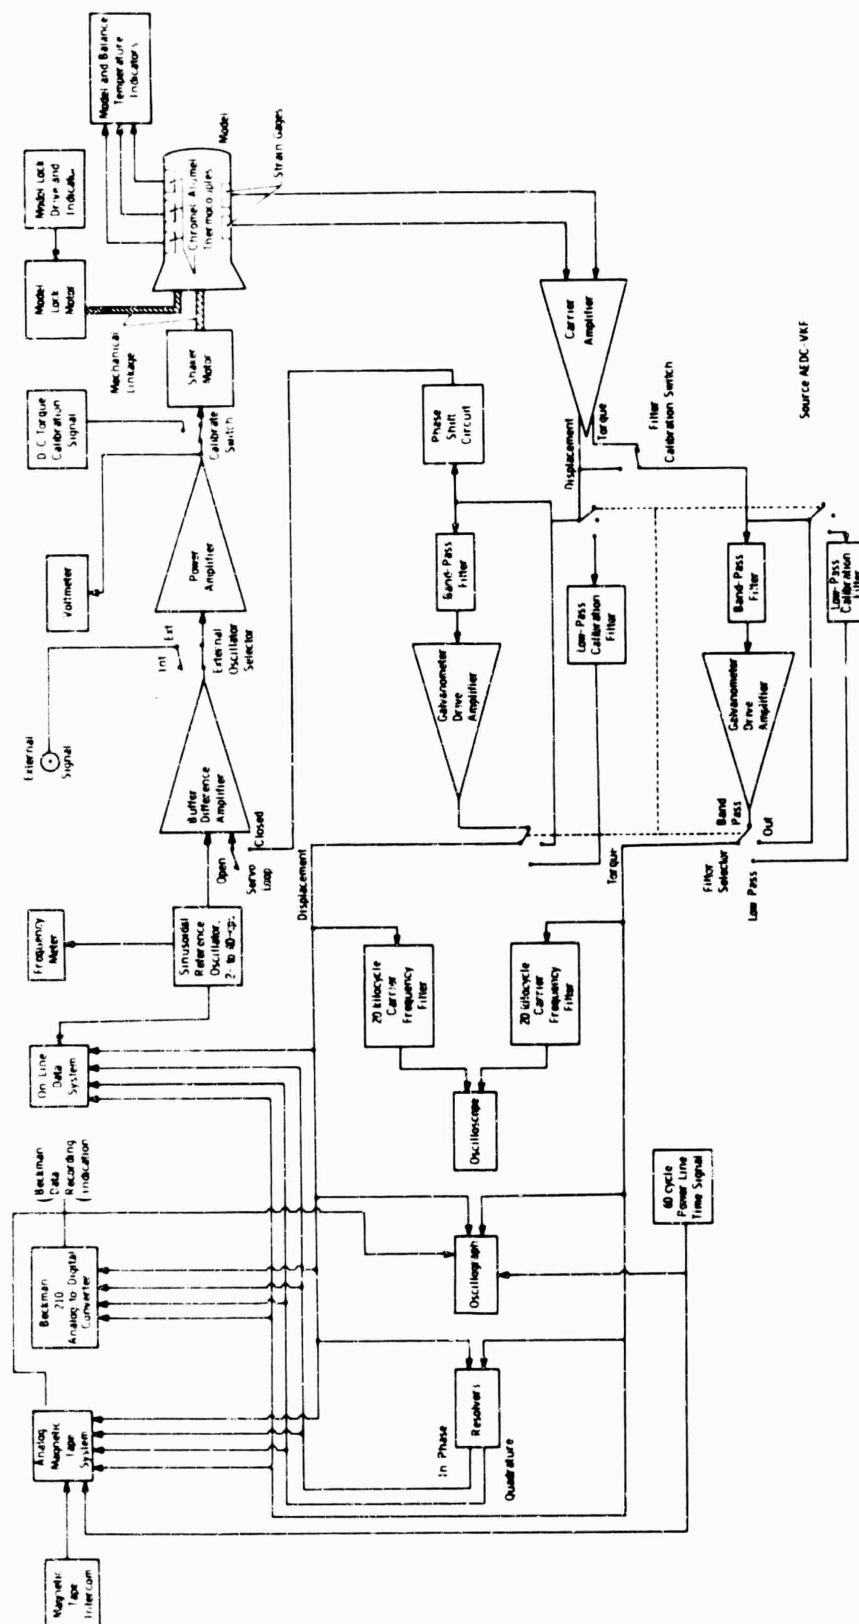 Magnetic
Tape
Intercom
Analog
Magnetic
Tape
System
Beckman
210
Analog to Digital
Converter
(Beckman
Data
Recording
Indication)
On Line
Data
System
Frequency
Meter
Sinusoidal
Reference
Oscillator,
External
Signal
Open
Closed
Servo
Loop
Buffer
Difference
Amplifier
Int
Ext
External
Oscillator
Selector
Voltmeter
Power
Amplifier
D-C Torque
Calibration
Signal
Calibrate
Switch
Mechanical
Linkage
Shaker
Motor
Model
Lock
Motor
Model Lock
Drive and
Indicator
Model and Balance
Temperature
Indicators
Chromel Alumel
Thermocouples
Model
Strain Gages
In Phase
Quadrature
Resolvers
Oscillograph
Oscilloscope
60 cycle
Power Line
Time Signal
20 kilocycle
Carrier
Frequency
Filter
20 kilocycle
Carrier
Frequency
Filter
Displacement
Torque
Galvanometer
Drive
Amplifier
Band-Pass
Filter
Phase
Shift
Circuit
Low-Pass
Calibration
Filter
Displacement
Torque
Carrier
Amplifier
Filter
Calibration Switch
Filter
Selector
Low Pass
Band
Pass
Out
Galvanometer
Drive
Amplifier
Band-Pass
Filter
Low-Pass
Calibration
Filter
Source AEDC-VKF